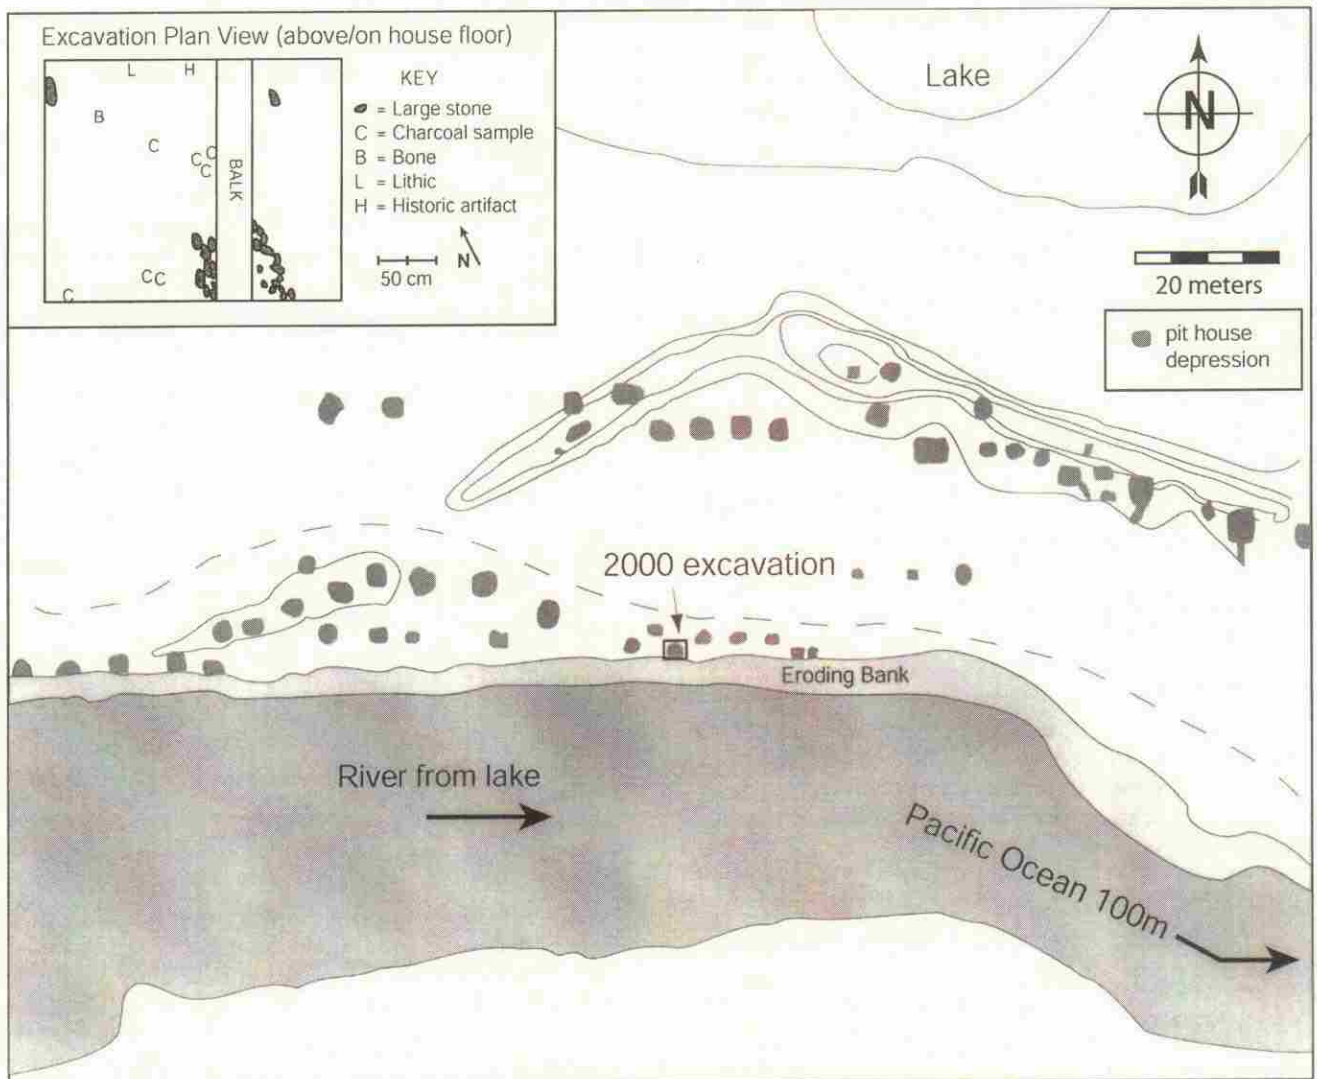 Excavation Plan View (above/on house floor)
L H
B
C
C C
C
BALK
C C
C
KEY
= Large stone
C = Charcoal sample
B = Bone
L = Lithic
H = Historic artifact
50 cm
N
Lake
N
20 meters
pit house
depression
2000 excavation
Eroding Bank
River from lake
Pacific Ocean 100m